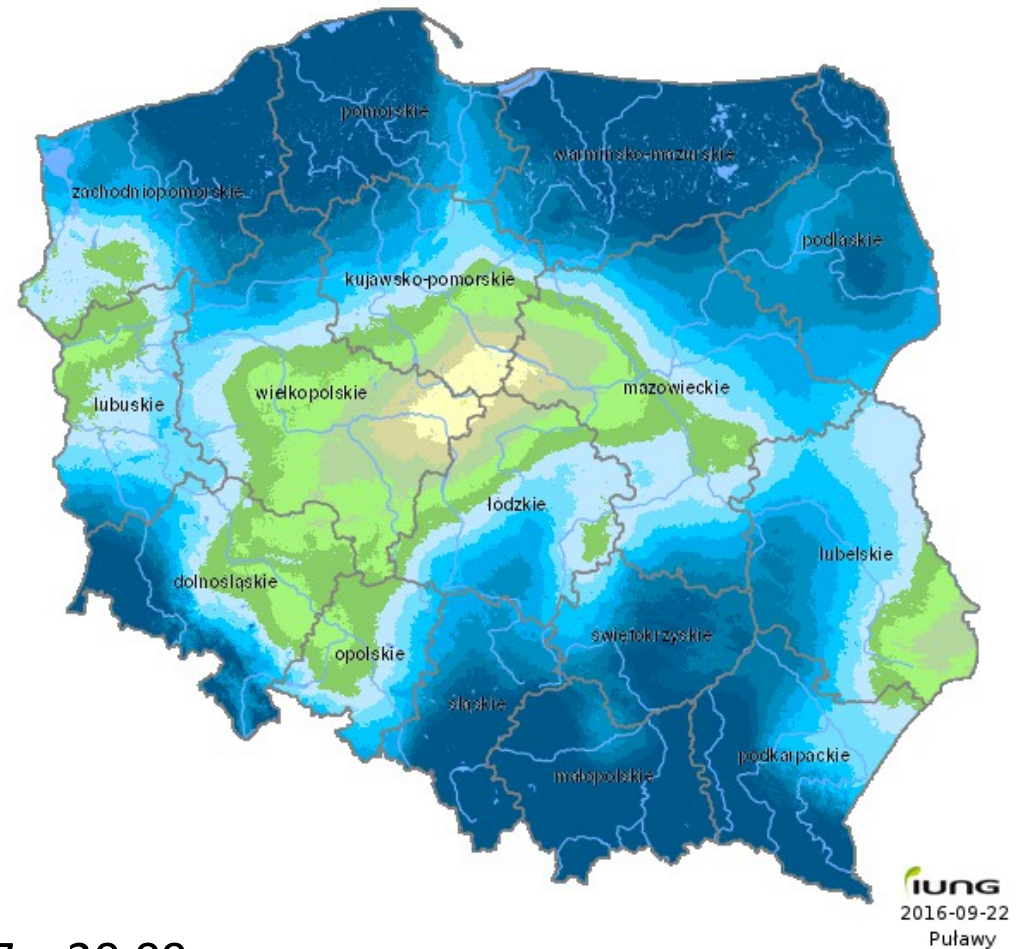 pomorskie
warmińsko-mazurskie
zachodniopomorskie
podlaskie
kujawsko-pomorskie
wielkopolskie
mazowieckie
lubuskie
łódzkie
lubelskie
dolnośląskie
świętokrzyskie
opolskie
śląskie
podkarpackie
małopolskie
IUNG
2016-09-22
Puławy